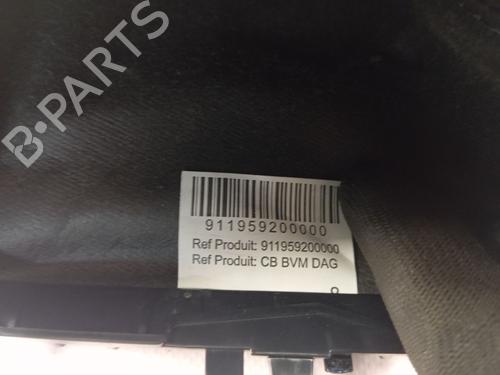 B-PARTS
911959200000
Ref Produit: 911959200000
Ref Produit: CB BVM DAG